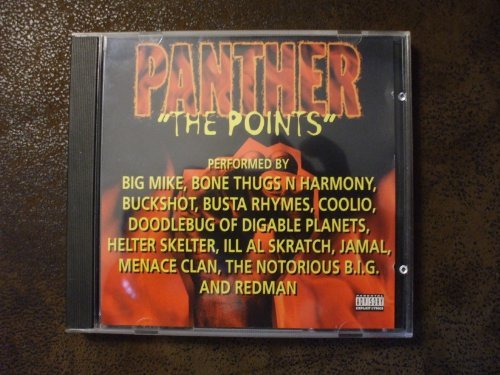 PANTHER
"THE POINTS"
PERFORMED BY
BIG MIKE, BONE THUGS N HARMONY,
BUCKSHOT, BUSTA RHYMES, COOLIO,
DOODLEBUG OF DIGABLE PLANETS,
HELTER SKELTER, ILL AL SKRATCH, JAMAL,
MENACE CLAN, THE NOTORIOUS B.I.G.
AND REDMAN
PARENTAL
ADVISORY
EXPLICIT LYRICS